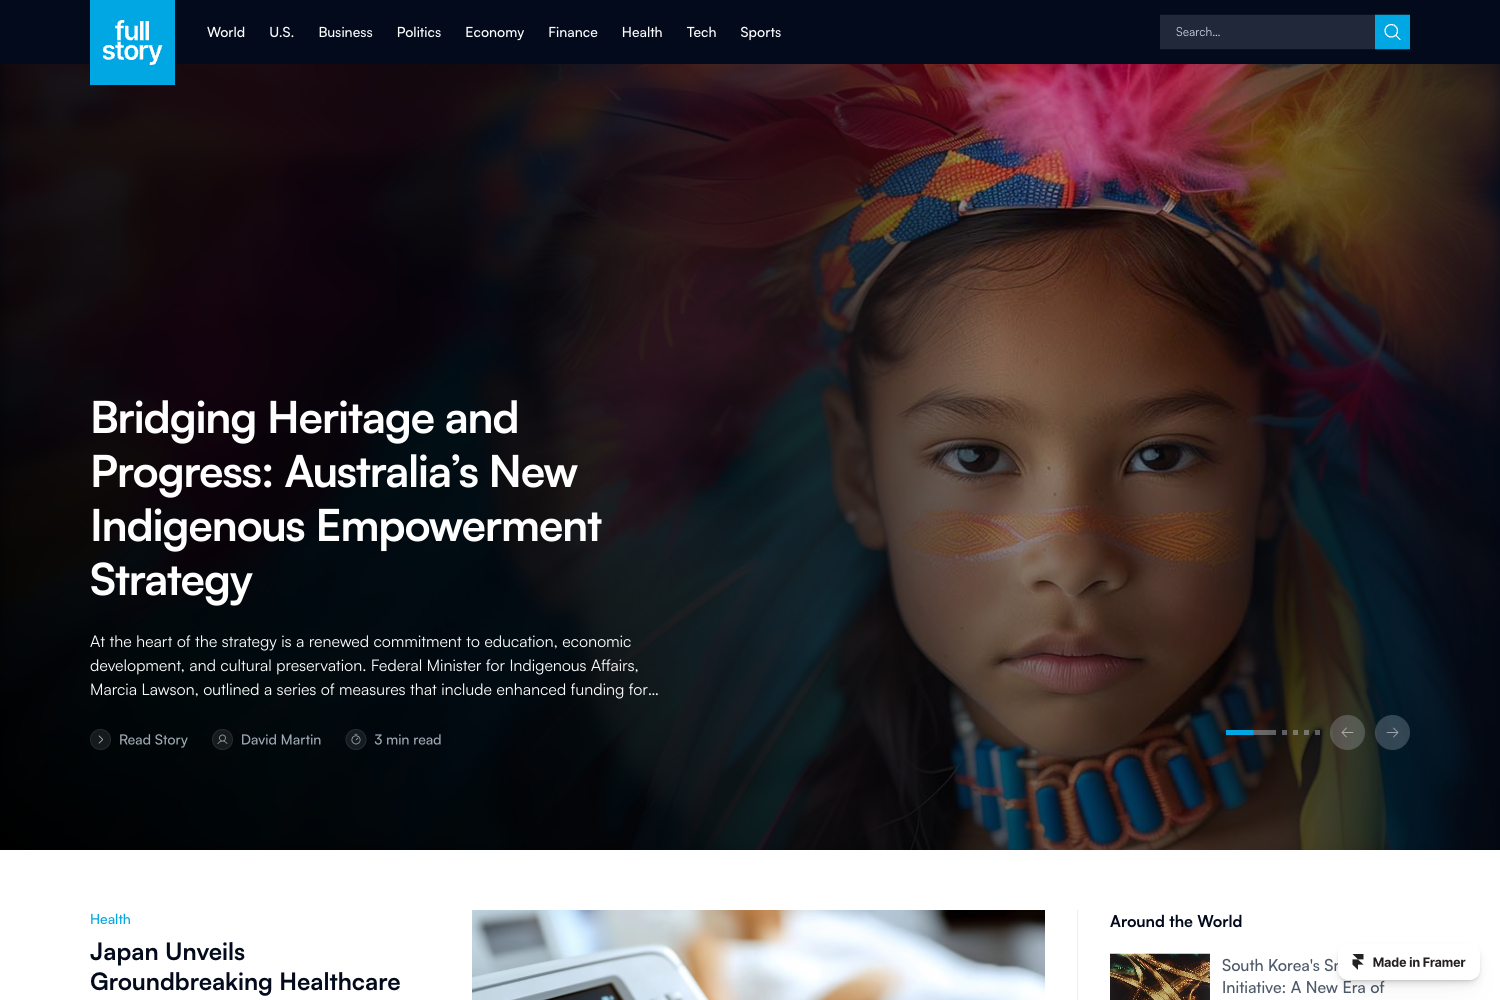 full
story
World
U.S.
Business
Politics
Economy
Finance
Health
Tech
Sports
Search...
Bridging Heritage and
Progress: Australia’s New
Indigenous Empowerment
Strategy
At the heart of the strategy is a renewed commitment to education, economic
development, and cultural preservation. Federal Minister for Indigenous Affairs,
Marcia Lawson, outlined a series of measures that include enhanced funding for...
Read Story
David Martin
3 min read
Health
Japan Unveils
Groundbreaking Healthcare
Around the World
South Korea's
Initiative: A New Era of
Made in Framer